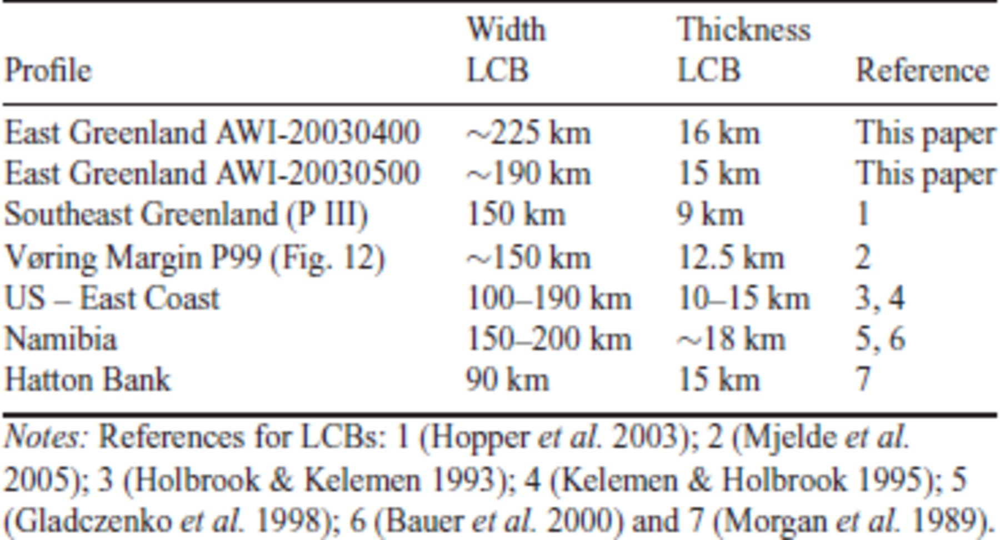 Width Thickness
Profile LCB LCB Reference
East Greenland AWI-20030400 ∼225 km 16 km This paper
East Greenland AWI-20030500 ∼190 km 15 km This paper
Southeast Greenland (P III) 150 km 9 km 1
Vøring Margin P99 (Fig. 12) ∼150 km 12.5 km 2
US – East Coast 100–190 km 10–15 km 3, 4
Namibia 150–200 km ∼18 km 5, 6
Hatton Bank 90 km 15 km 7
Notes: References for LCBs: 1 (Hopper et al. 2003); 2 (Mjelde et al.
2005); 3 (Holbrook & Kelemen 1993); 4 (Kelemen & Holbrook 1995); 5
(Gladczenko et al. 1998); 6 (Bauer et al. 2000) and 7 (Morgan et al. 1989).